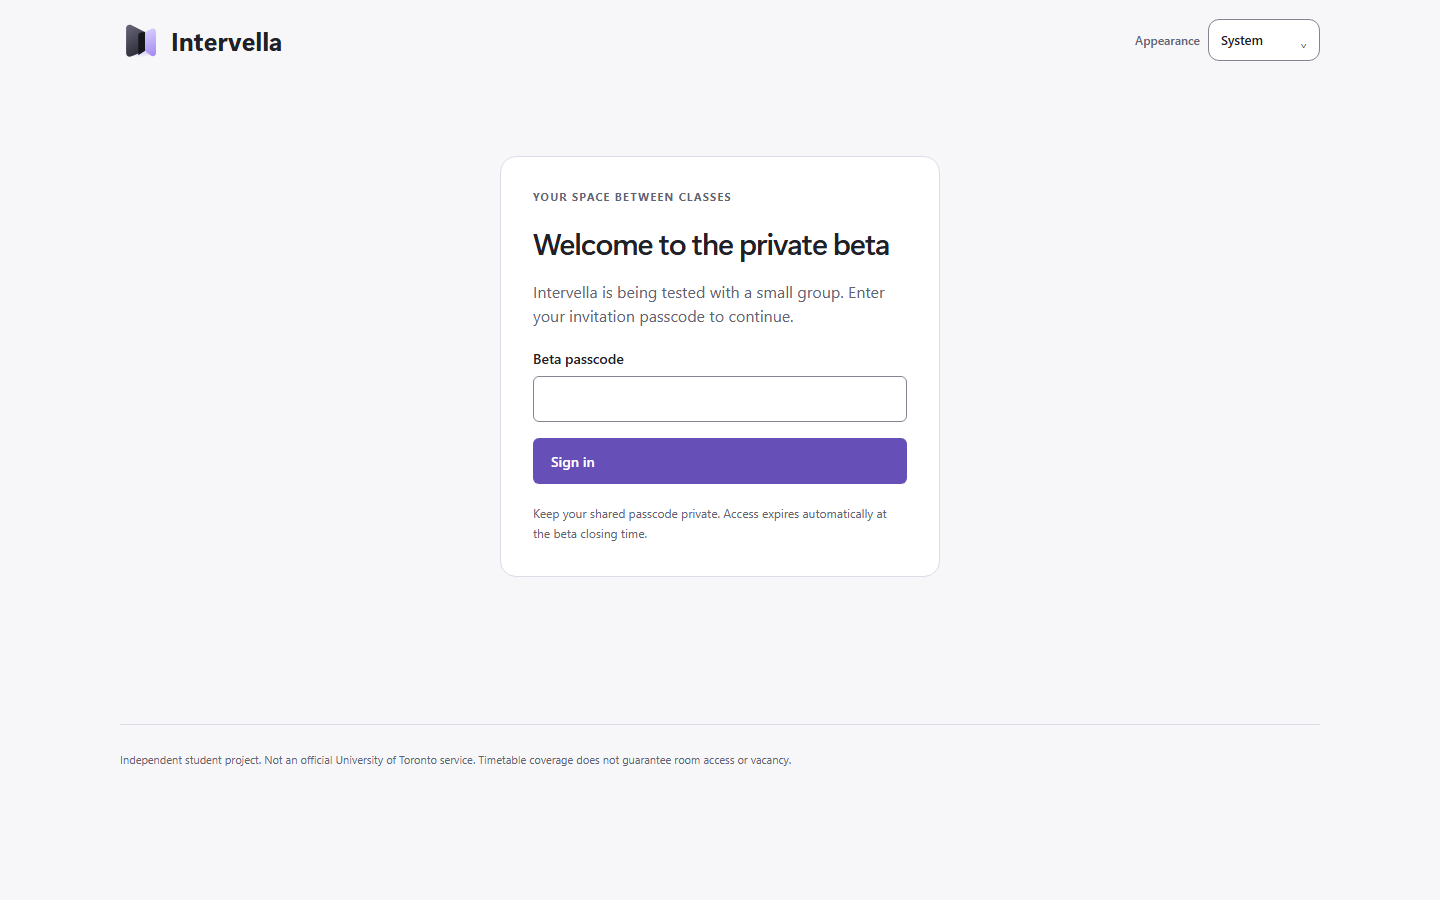 Intervella
Appearance
System
YOUR SPACE BETWEEN CLASSES
Welcome to the private beta
Intervella is being tested with a small group. Enter
your invitation passcode to continue.
Beta passcode
Sign in
Keep your shared passcode private. Access expires automatically at
the beta closing time.
Independent student project. Not an official University of Toronto service. Timetable coverage does not guarantee room access or vacancy.